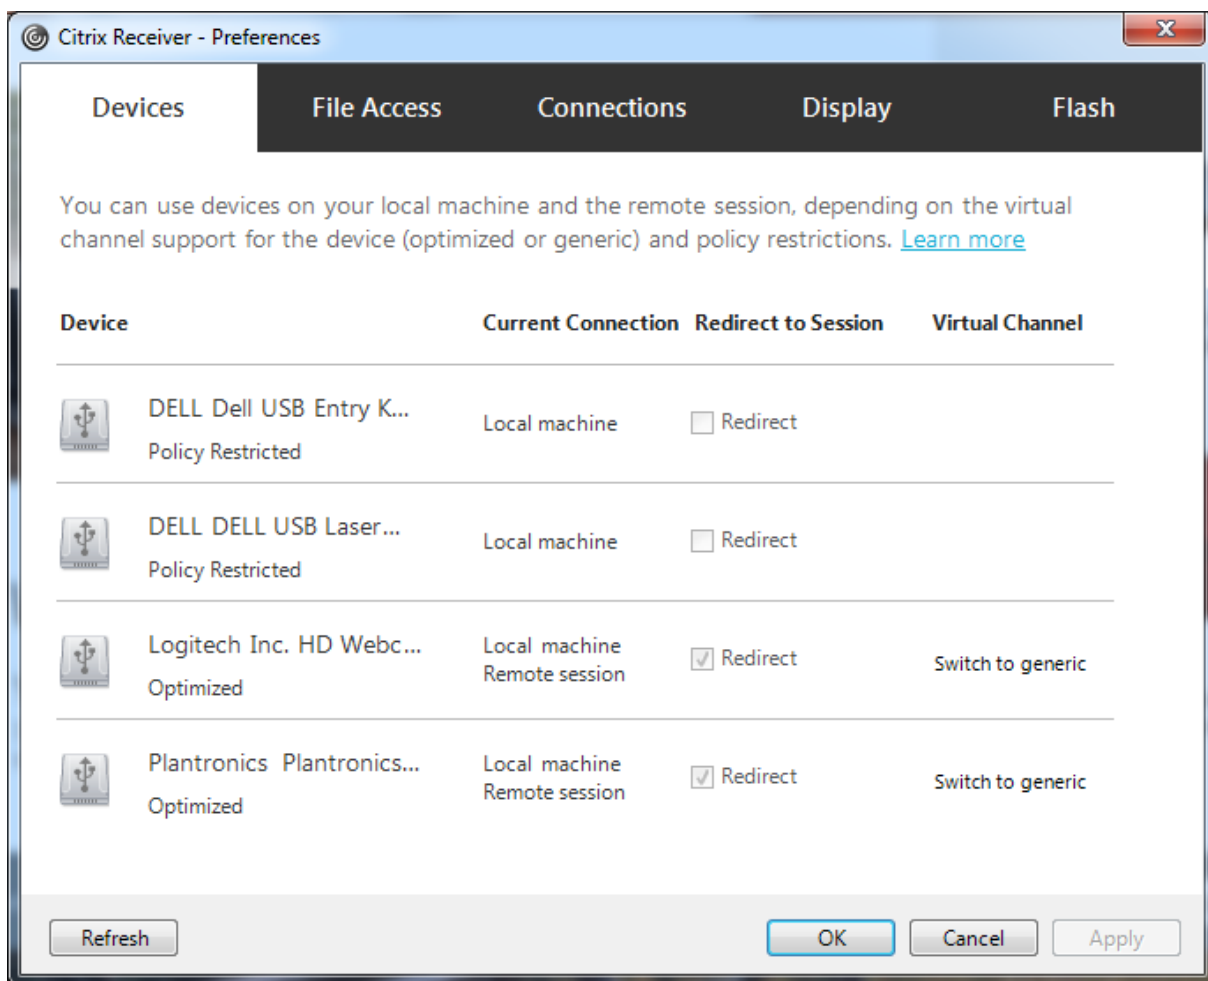 Citrix Receiver - Preferences
Devices File Access Connections Display Flash
You can use devices on your local machine and the remote session, depending on the virtual
channel support for the device (optimized or generic) and policy restrictions. Learn more
Device Current Connection Redirect to Session Virtual Channel
DELL Dell USB Entry K...
Policy Restricted
Local machine
Redirect
DELL DELL USB Laser...
Policy Restricted
Local machine
Redirect
Logitech Inc. HD Webc...
Optimized
Local machine
Remote session
Redirect
Switch to generic
Plantronics Plantronics...
Optimized
Local machine
Remote session
Redirect
Switch to generic
Refresh OK Cancel Apply